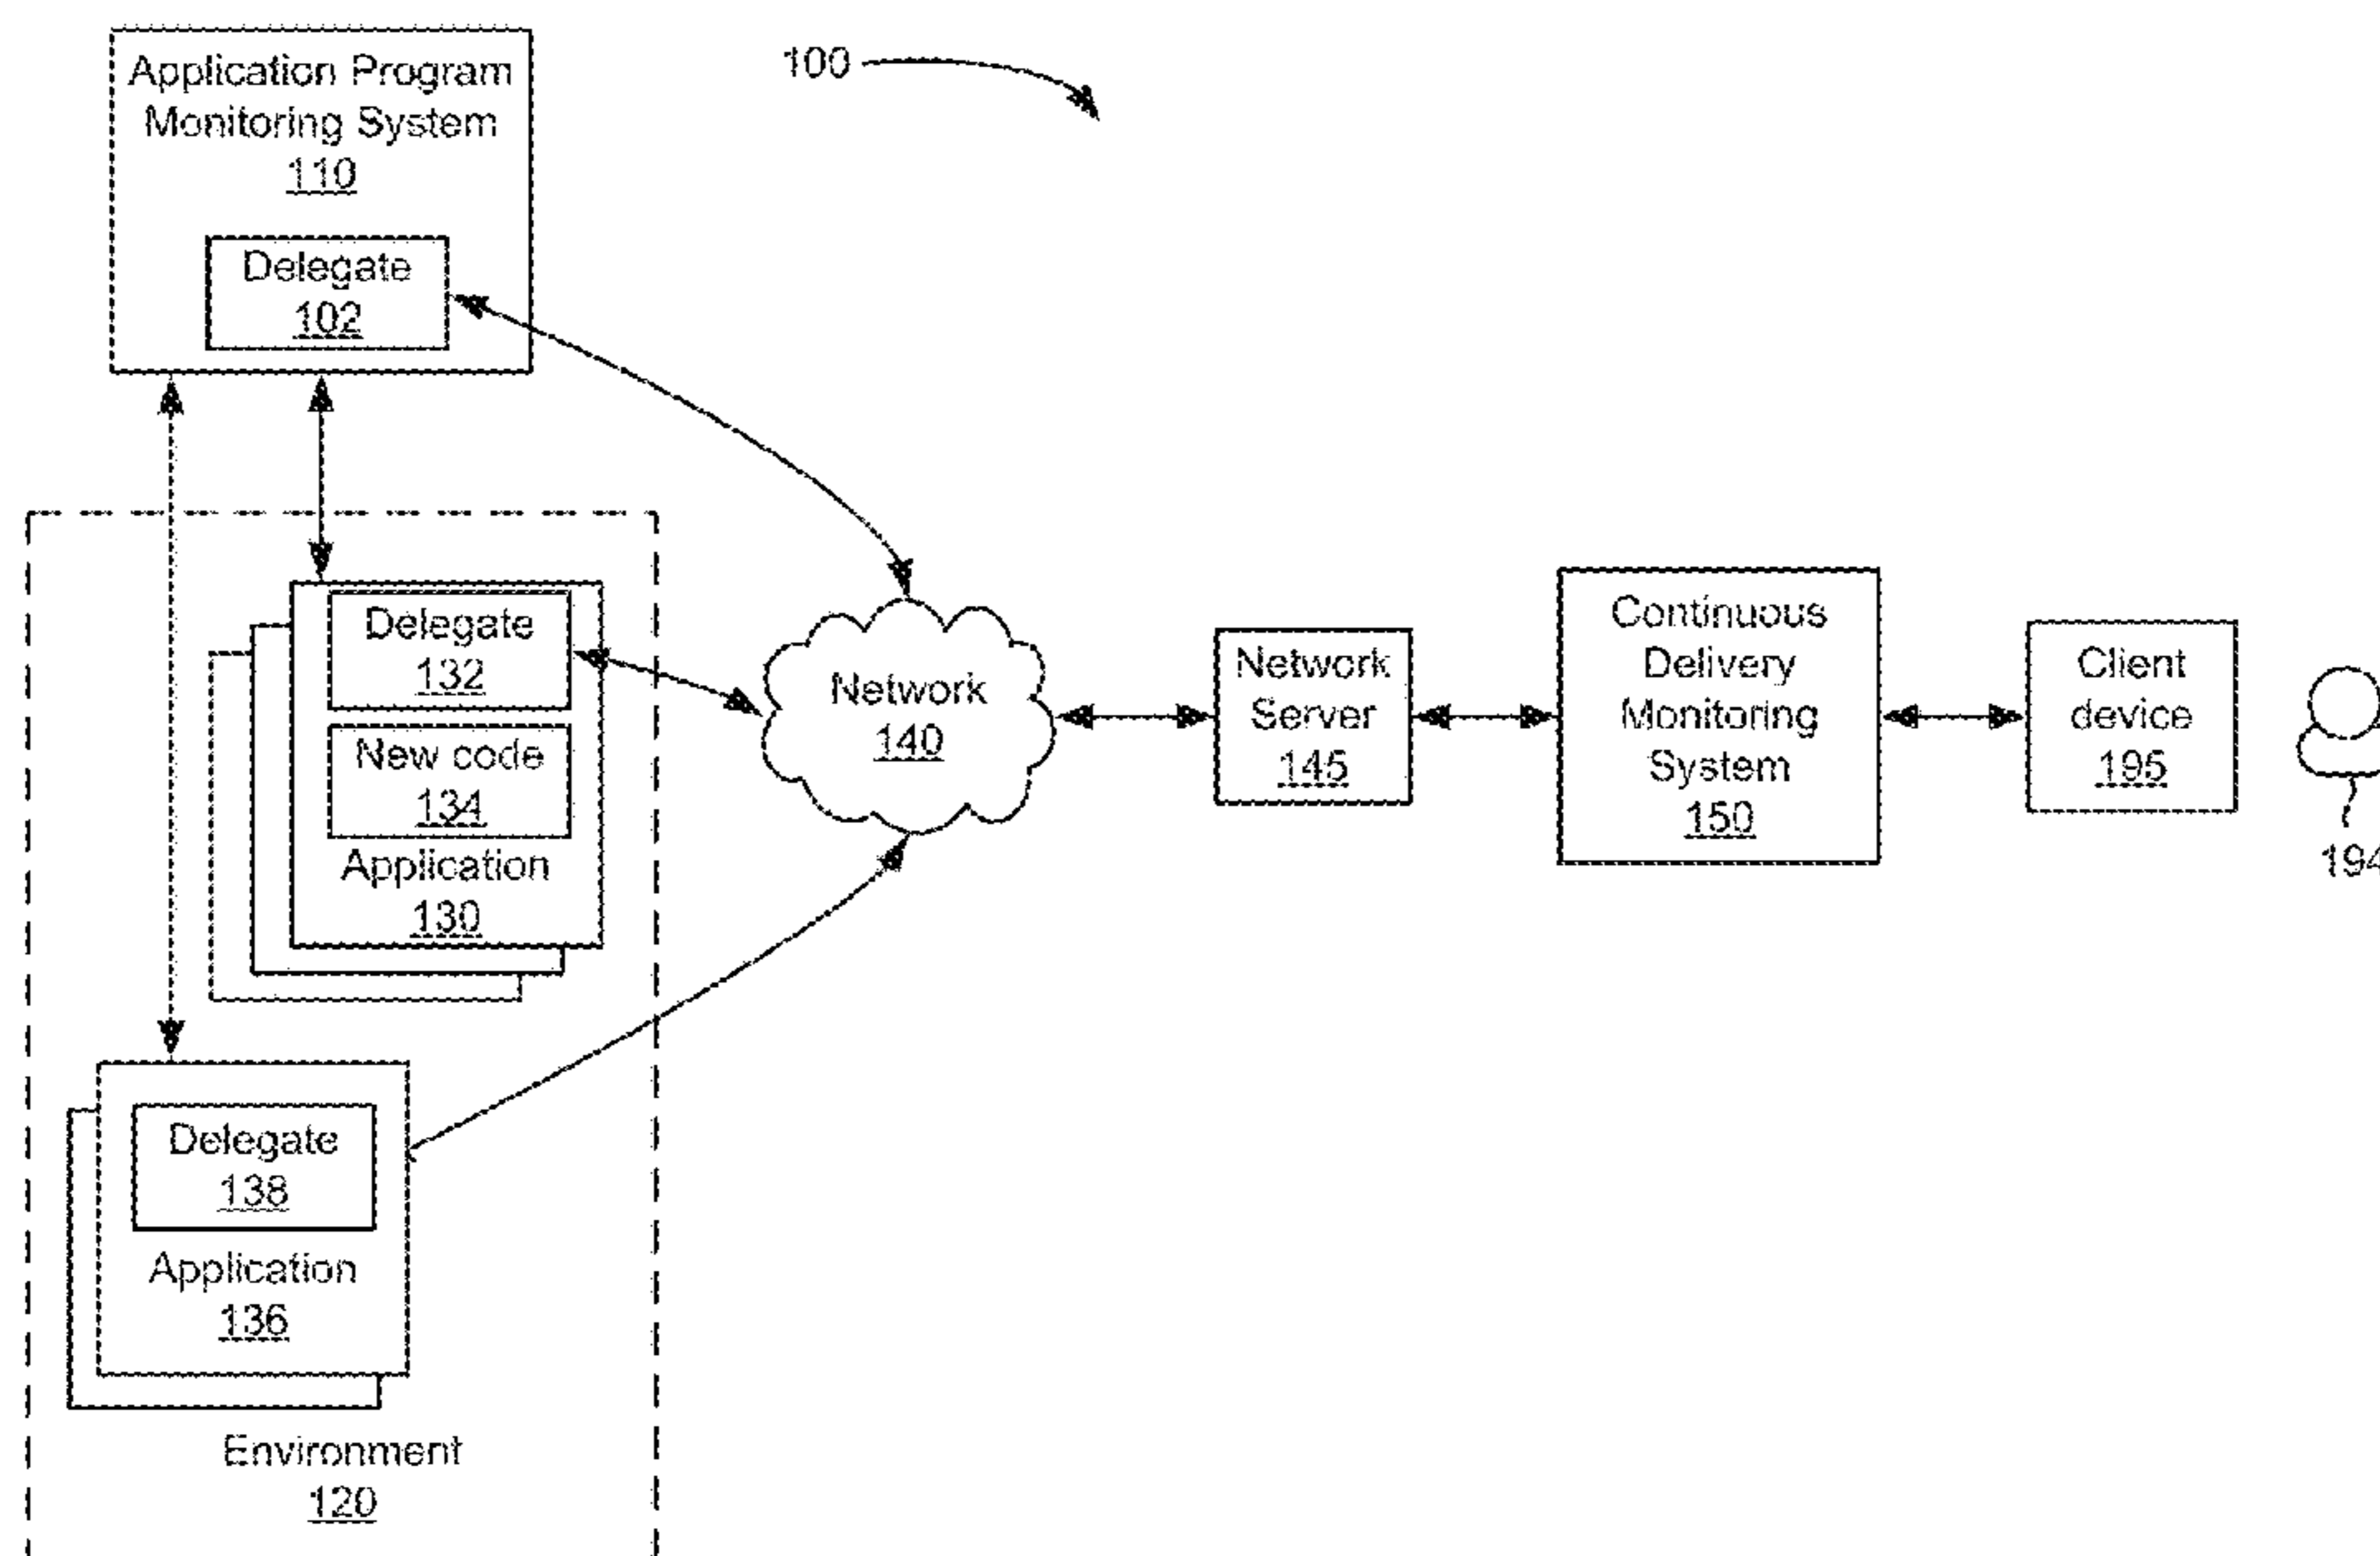 Application Program
Monitoring System
110
Delegate
102
100
Delegate
132
New code
134
Application
130
Delegate
138
Application
136
Environment
120
Network
140
Network
Server
145
Continuous
Delivery
Monitoring
System
150
Client
device
195
194